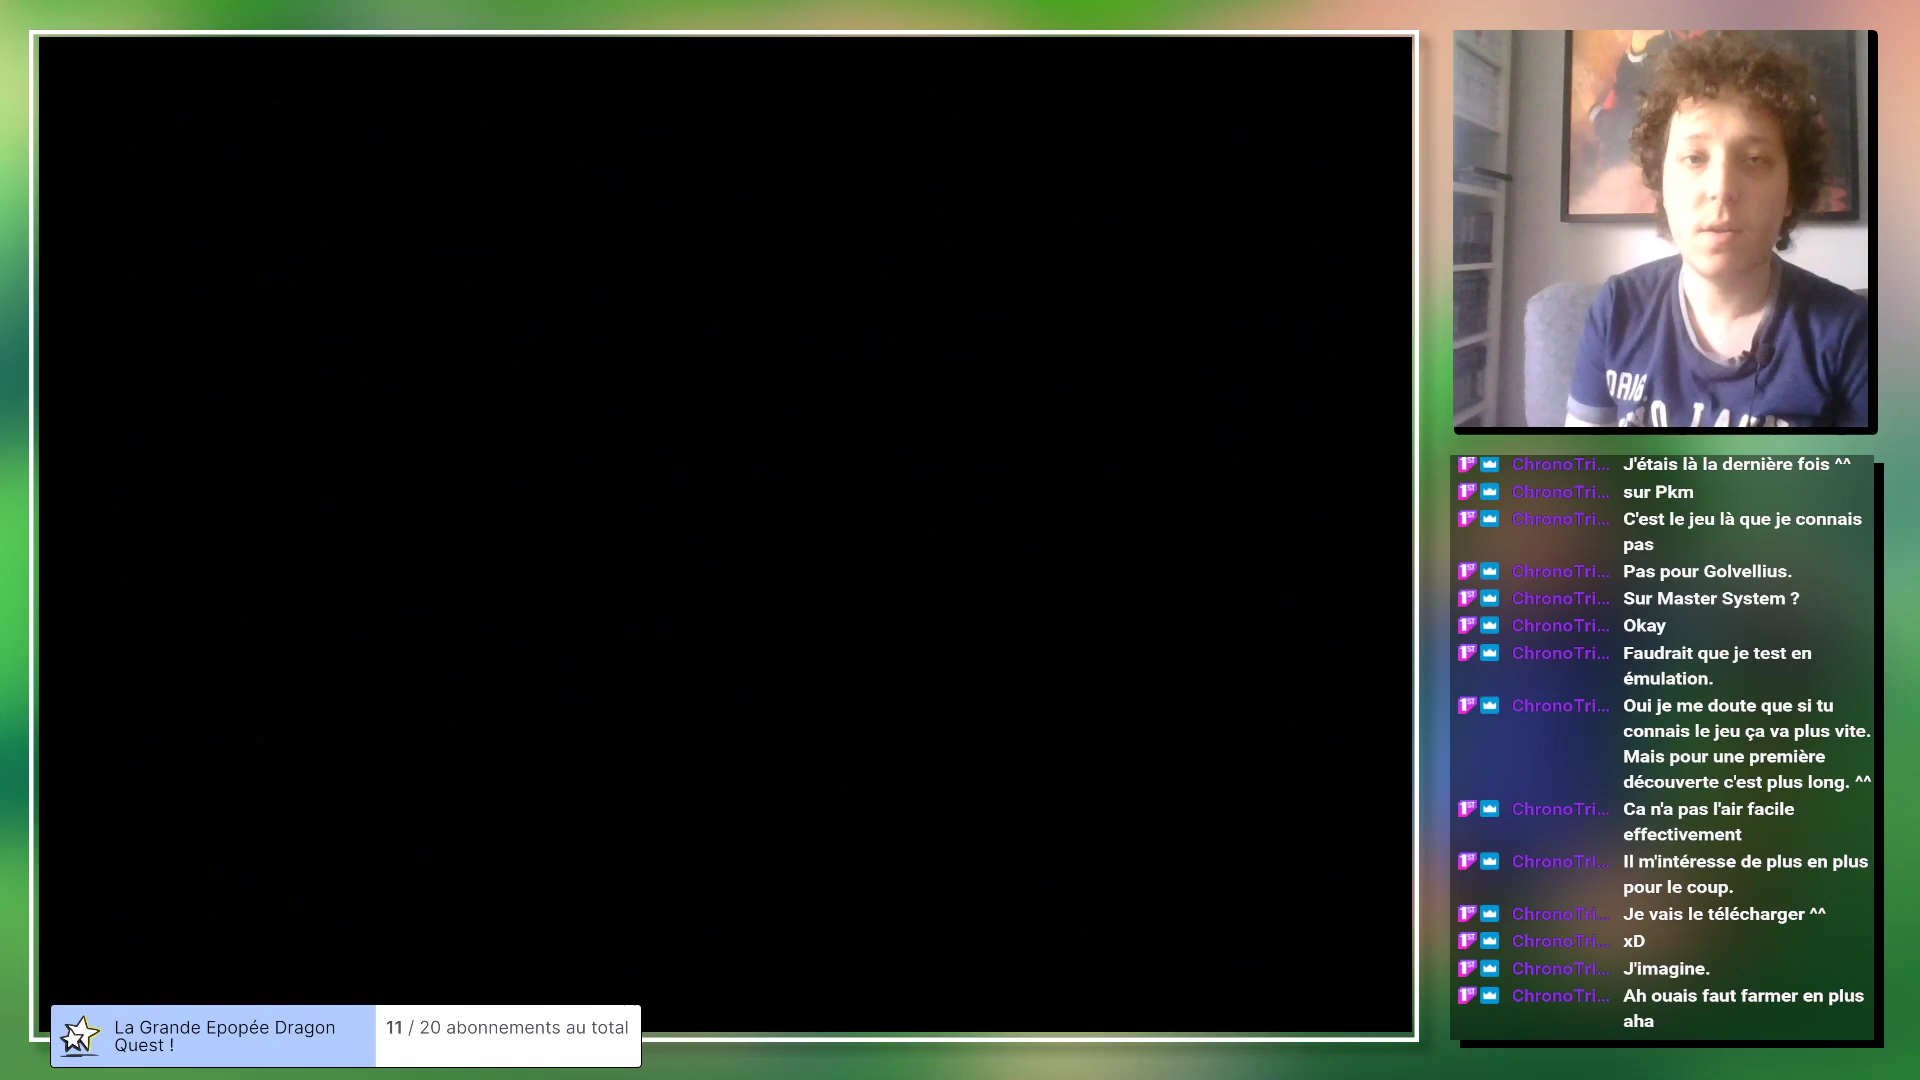 ChronoTri... J'étais là la dernière fois ^^
ChronoTri... sur Pkm
ChronoTri... C'est le jeu là que je connais
pas
ChronoTri... Pas pour Golvellius.
ChronoTri... Sur Master System ?
ChronoTri... Okay
ChronoTri... Faudrait que je test en
émulation.
ChronoTri... Oui je me doute que si tu
connais le jeu ça va plus vite.
Mais pour une première
découverte c'est plus long. ^^
ChronoTri... Ca n'a pas l'air facile
effectivement
ChronoTri... Il m'intéresse de plus en plus
pour le coup.
ChronoTri... Je vais le télécharger ^^
ChronoTri... xD
ChronoTri... J'imagine.
ChronoTri... Ah ouais faut farmer en plus
aha
La Grande Epopée Dragon
Quest !
11 / 20 abonnements au total